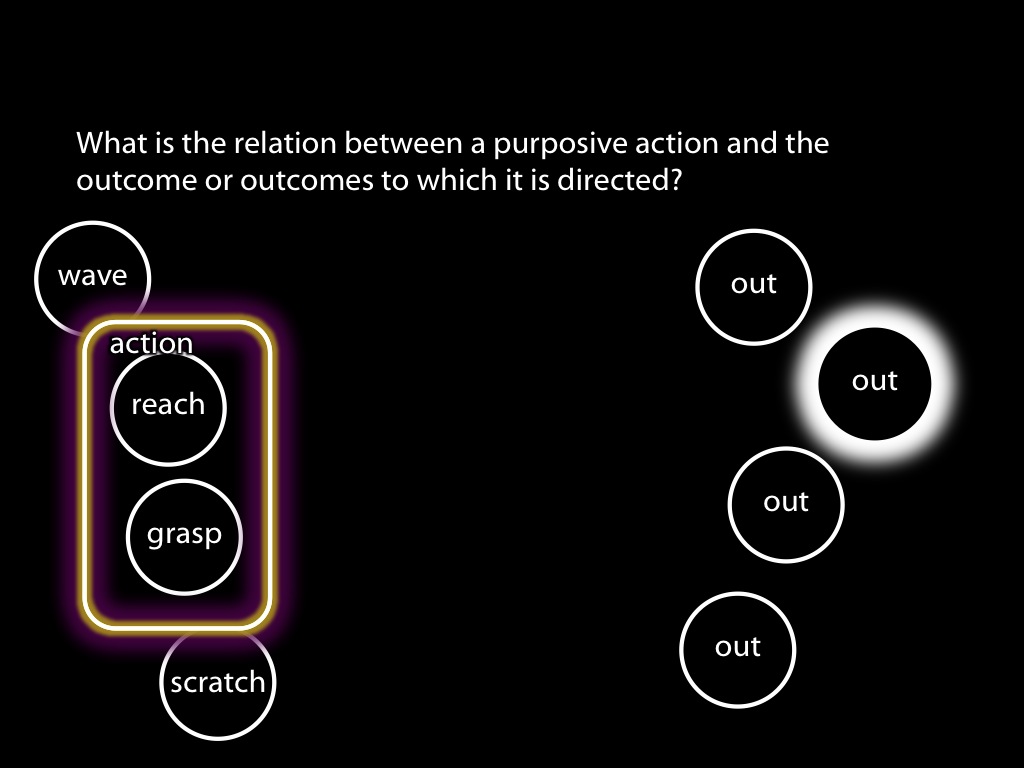 What is the relation between a purposive action and the
outcome or outcomes to which it is directed?
wave
out
action
out
reach
out
grasp
out
scratch